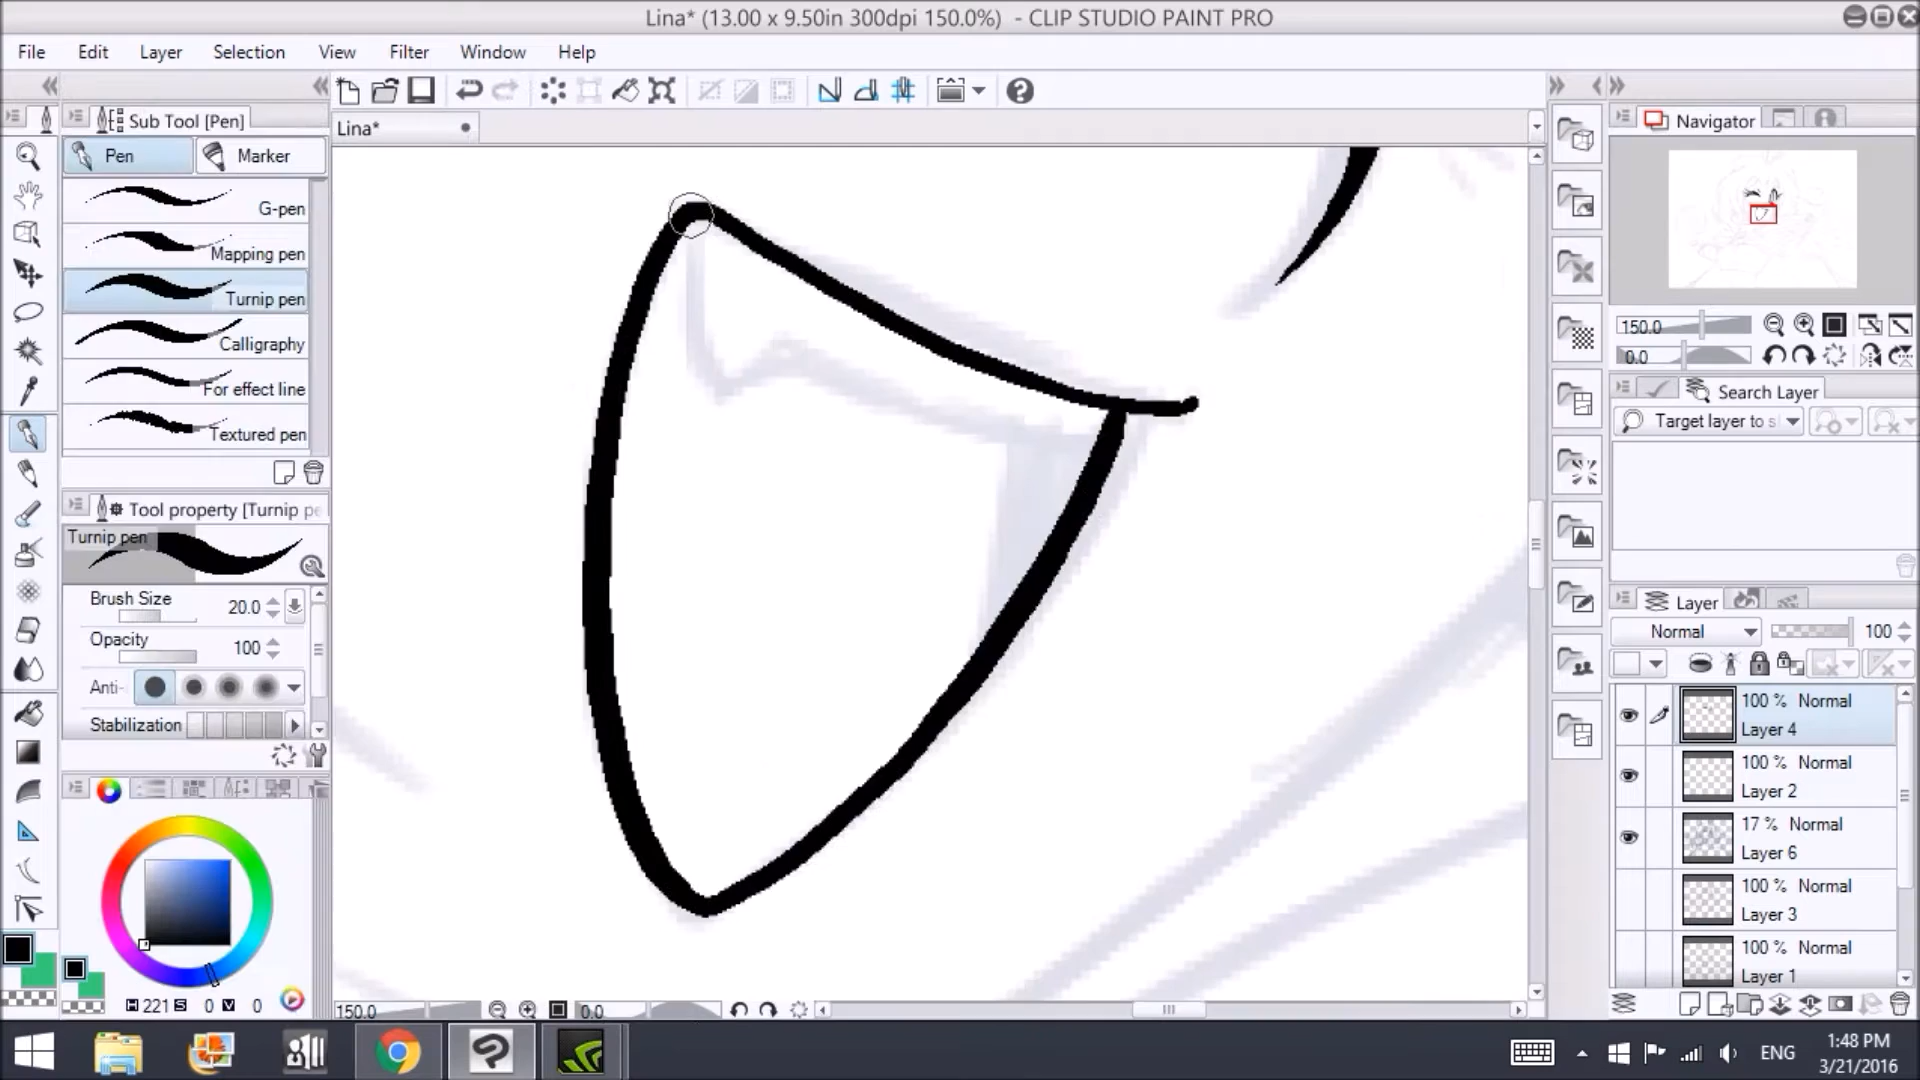 Lina* (13.00 x 9.50in 300dpi 150.0%)  - CLIP STUDIO PAINT PRO
File Edit Layer Selection View Filter Window Help
Sub Tool [Pen]
Lina*
Navigator
Pen Marker
G-pen
Mapping pen
Turnip pen
Calligraphy
For effect line
Textured pen
150.0
0.0
Search Layer
Target layer to s
Tool property [Turnip pe
Turnip pen
Brush Size 20.0
Opacity 100
Anti-
Stabilization
Layer
Normal 100
100 % Normal
Layer 4
100 % Normal
Layer 2
17 % Normal
Layer 6
100 % Normal
Layer 3
100 % Normal
Layer 1
H 221 S 0 V 0
150.0 0.0
ENG
1:48 PM
3/21/2016